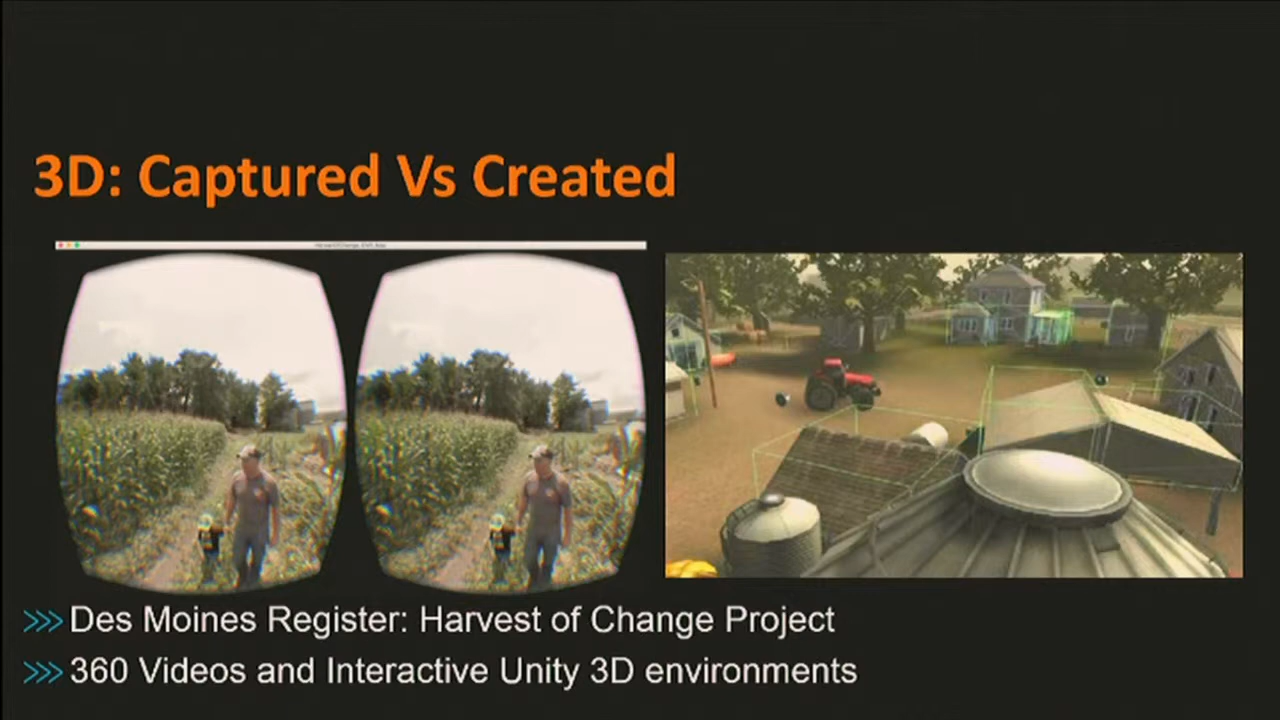 3D: Captured Vs Created
>>> Des Moines Register: Harvest of Change Project
>>> 360 Videos and Interactive Unity 3D environments